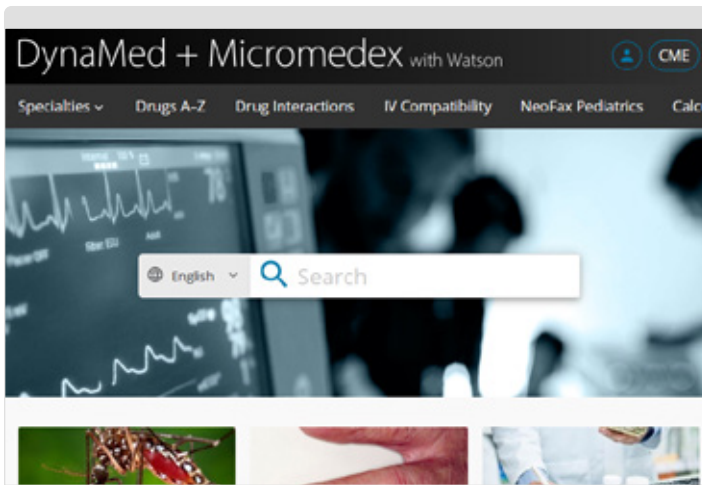 DynaMed + Micromedex with Watson
CME
Specialties Drugs A–Z Drug Interactions IV Compatibility NeoFax Pediatrics
English Search